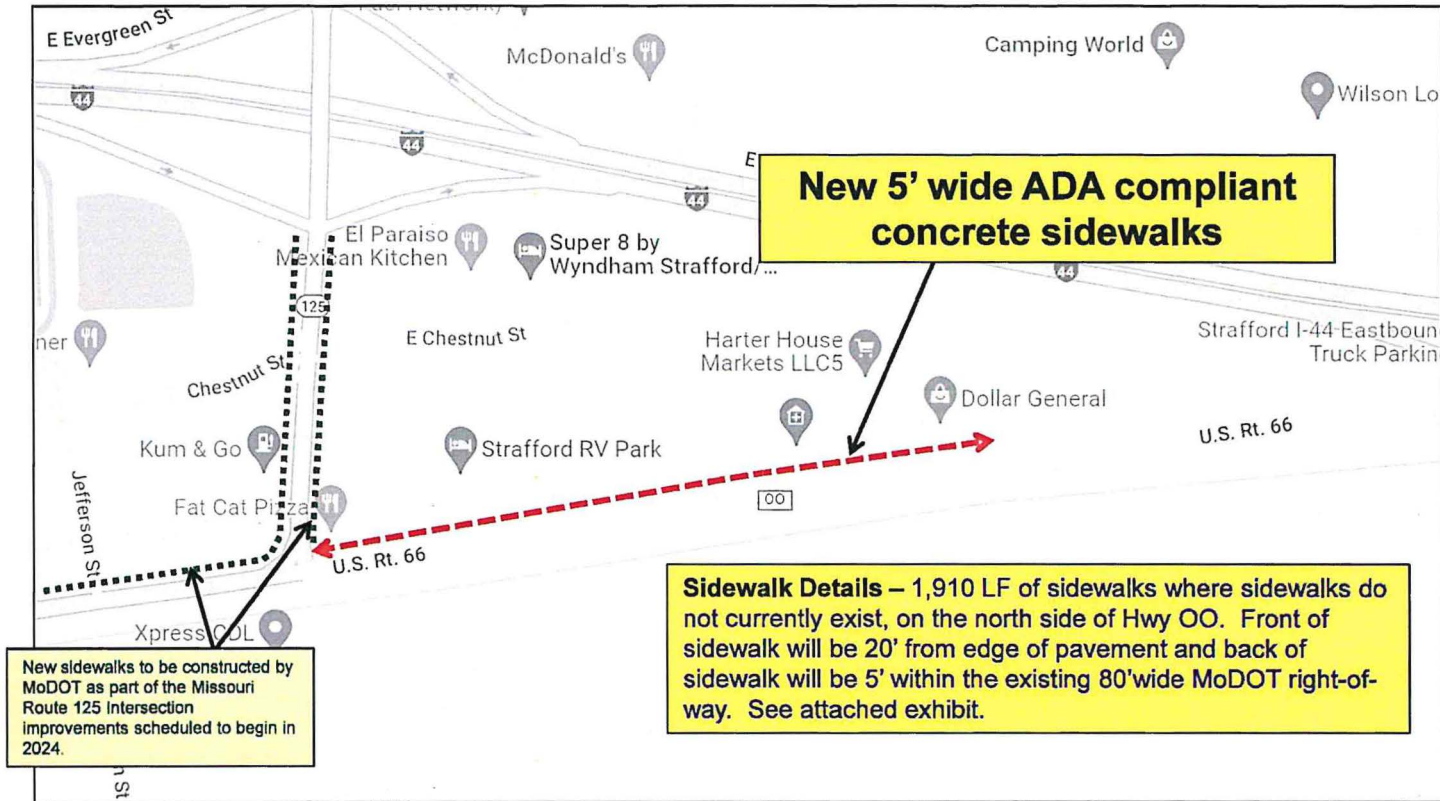 E Evergreen St
McDonald's
Camping World
44
Wilson Lo
44
E
New 5' wide ADA compliant
concrete sidewalks
44
El Paraiso
Mexican Kitchen
Super 8 by
Wyndham Strafford/...
44
125
ner
E Chestnut St
Harter House
Markets LLC5
Strafford I-44 Eastboun
Truck Parkin
Chestnut St
Dollar General
U.S. Rt. 66
Kum & Go
Strafford RV Park
Jefferson St
Fat Cat Pizza
OO
U.S. Rt. 66
Sidewalk Details – 1,910 LF of sidewalks where sidewalks do
not currently exist, on the north side of Hwy OO. Front of
sidewalk will be 20' from edge of pavement and back of
sidewalk will be 5' within the existing 80'wide MoDOT right-of-
way. See attached exhibit.
Xpress CDL
New sidewalks to be constructed by
MoDOT as part of the Missouri
Route 125 Intersection
improvements scheduled to begin in
2024.
n St